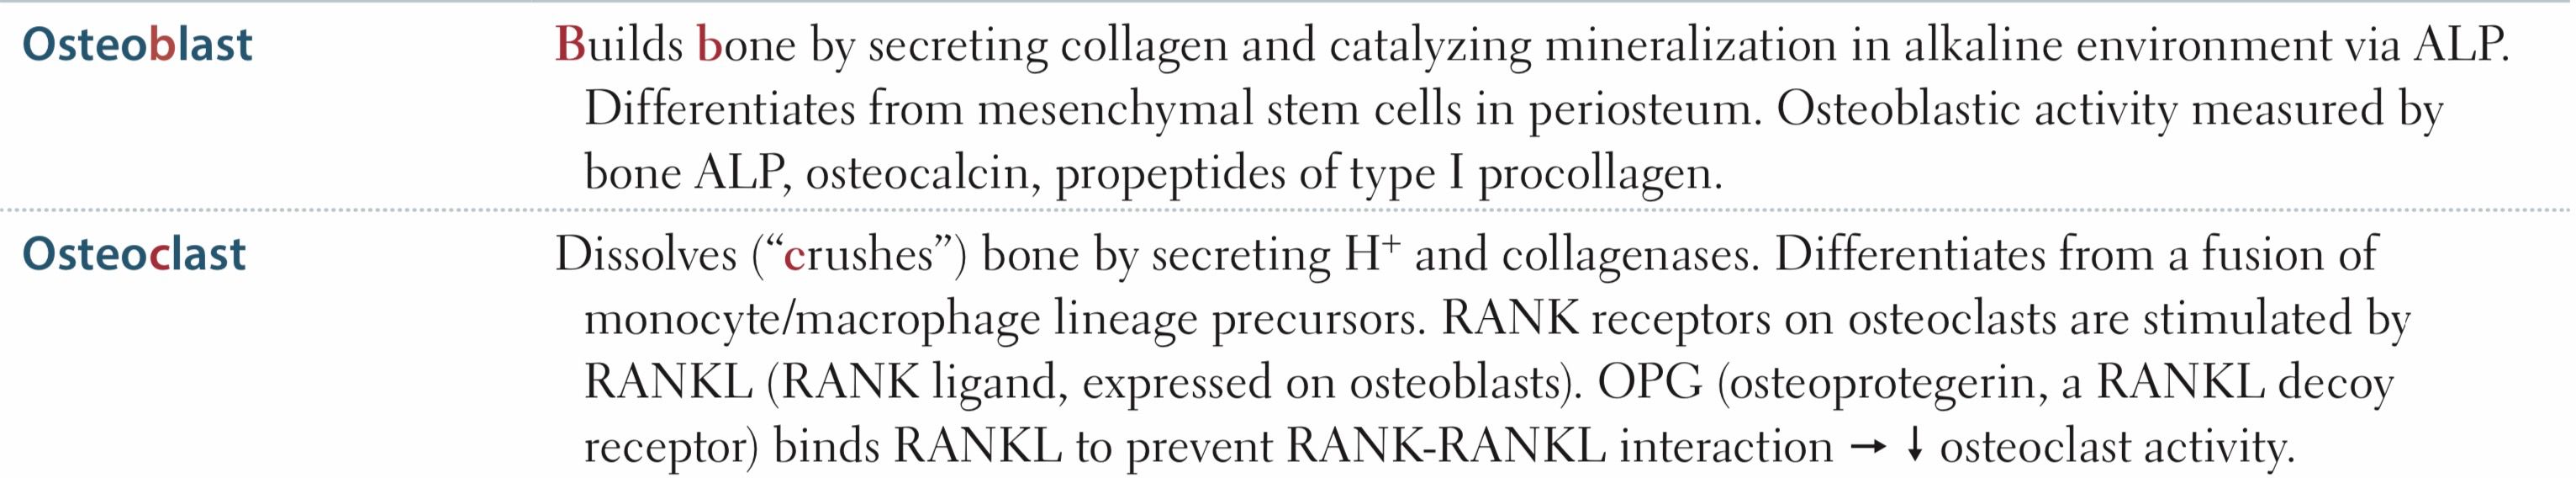 Osteoblast Builds bone by secreting collagen and catalyzing mineralization in alkaline environment via ALP.
Differentiates from mesenchymal stem cells in periosteum. Osteoblastic activity measured by
bone ALP, osteocalcin, propeptides of type I procollagen.
Osteoclast Dissolves (“crushes”) bone by secreting H⁺ and collagenases. Differentiates from a fusion of
monocyte/macrophage lineage precursors. RANK receptors on osteoclasts are stimulated by
RANKL (RANK ligand, expressed on osteoblasts). OPG (osteoprotegerin, a RANKL decoy
receptor) binds RANKL to prevent RANK-RANKL interaction → ↓ osteoclast activity.